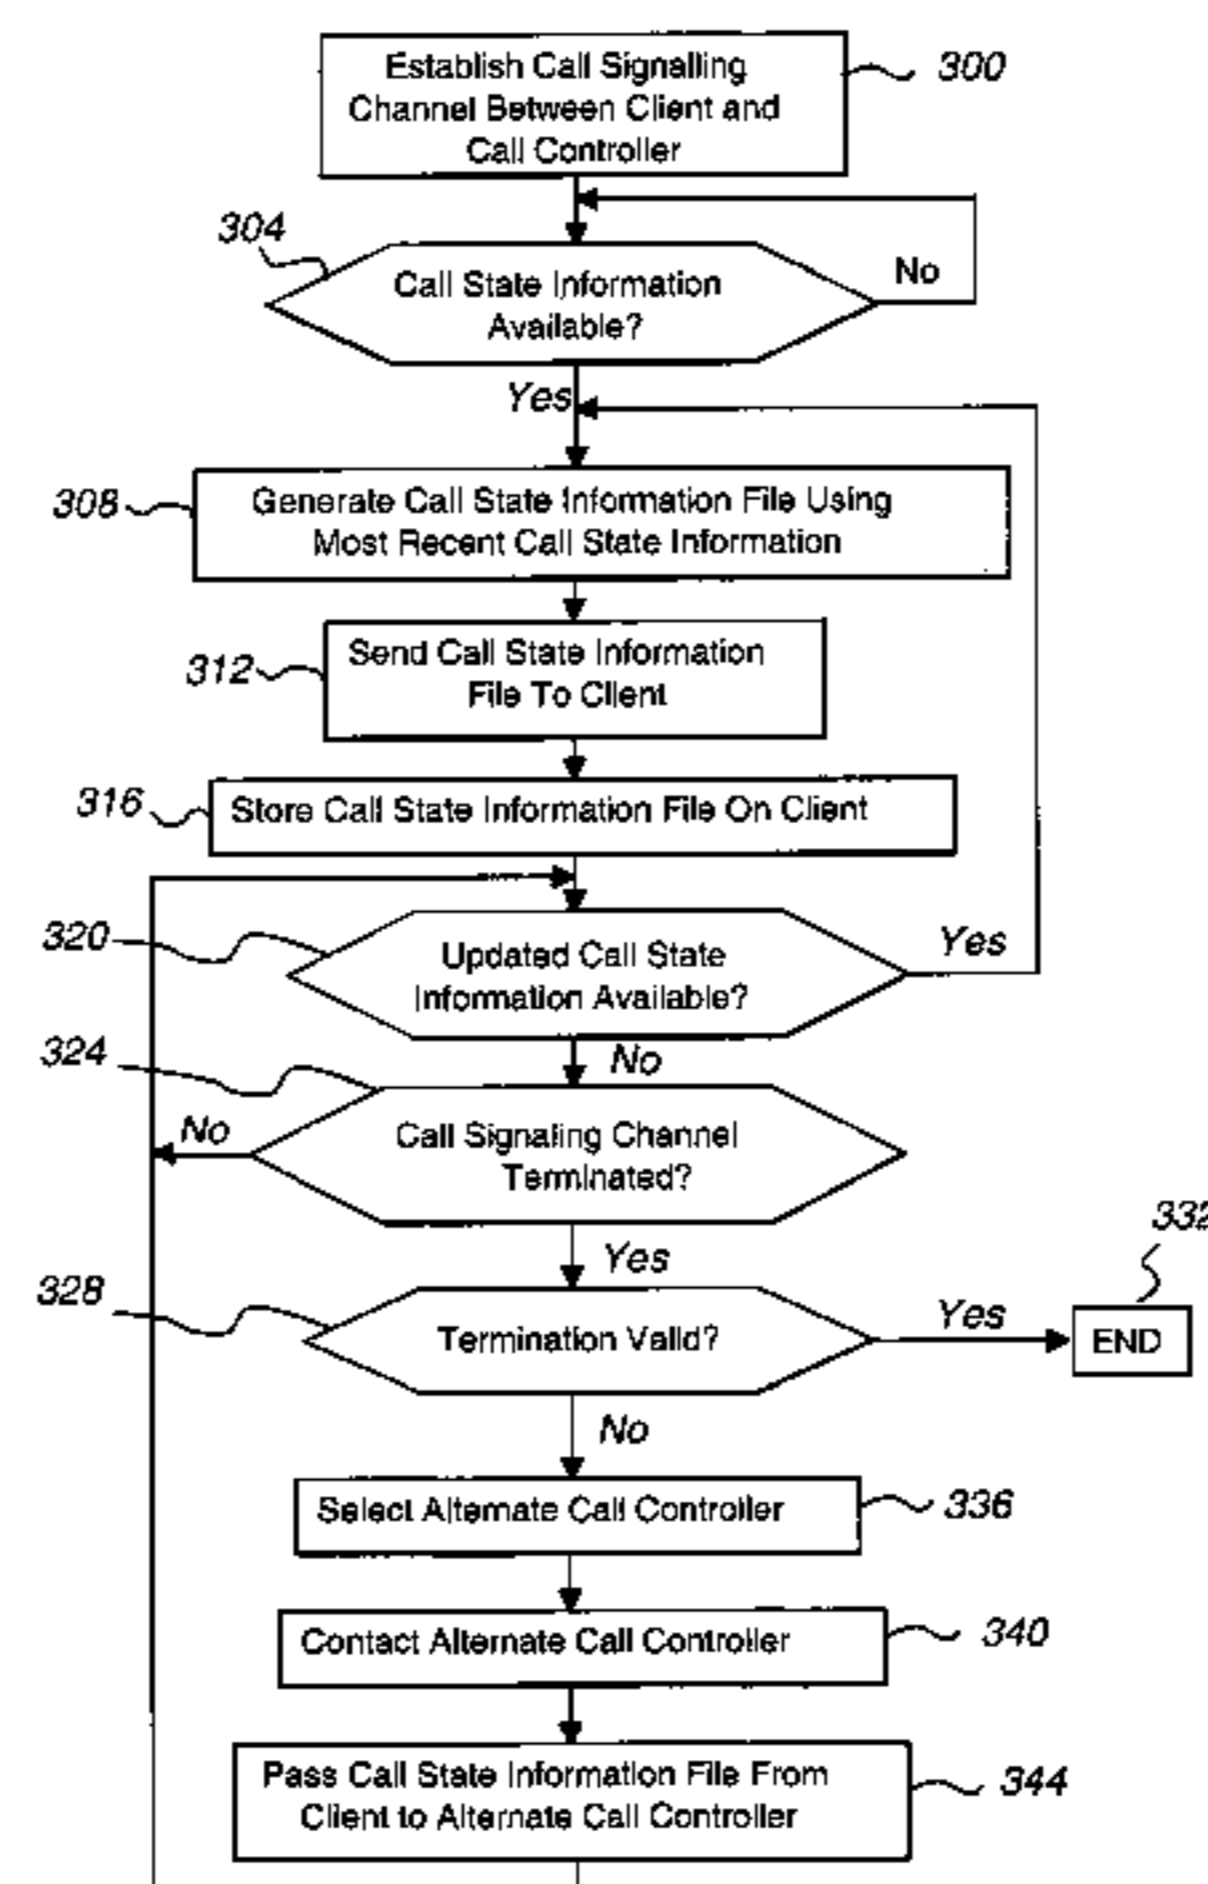 Establish Call Signalling
Channel Between Client and
Call Controller
300
304
Call State Information
Available?
No
Yes
308
Generate Call State Information File Using
Most Recent Call State Information
312
Send Call State Information
File To Client
316
Store Call State Information File On Client
320
Updated Call State
Information Available?
Yes
No
324
Call Signaling Channel
Terminated?
No
Yes
328
Termination Valid?
Yes
332
END
No
Select Alternate Call Controller
336
Contact Alternate Call Controller
340
Pass Call State Information File From
Client to Alternate Call Controller
344